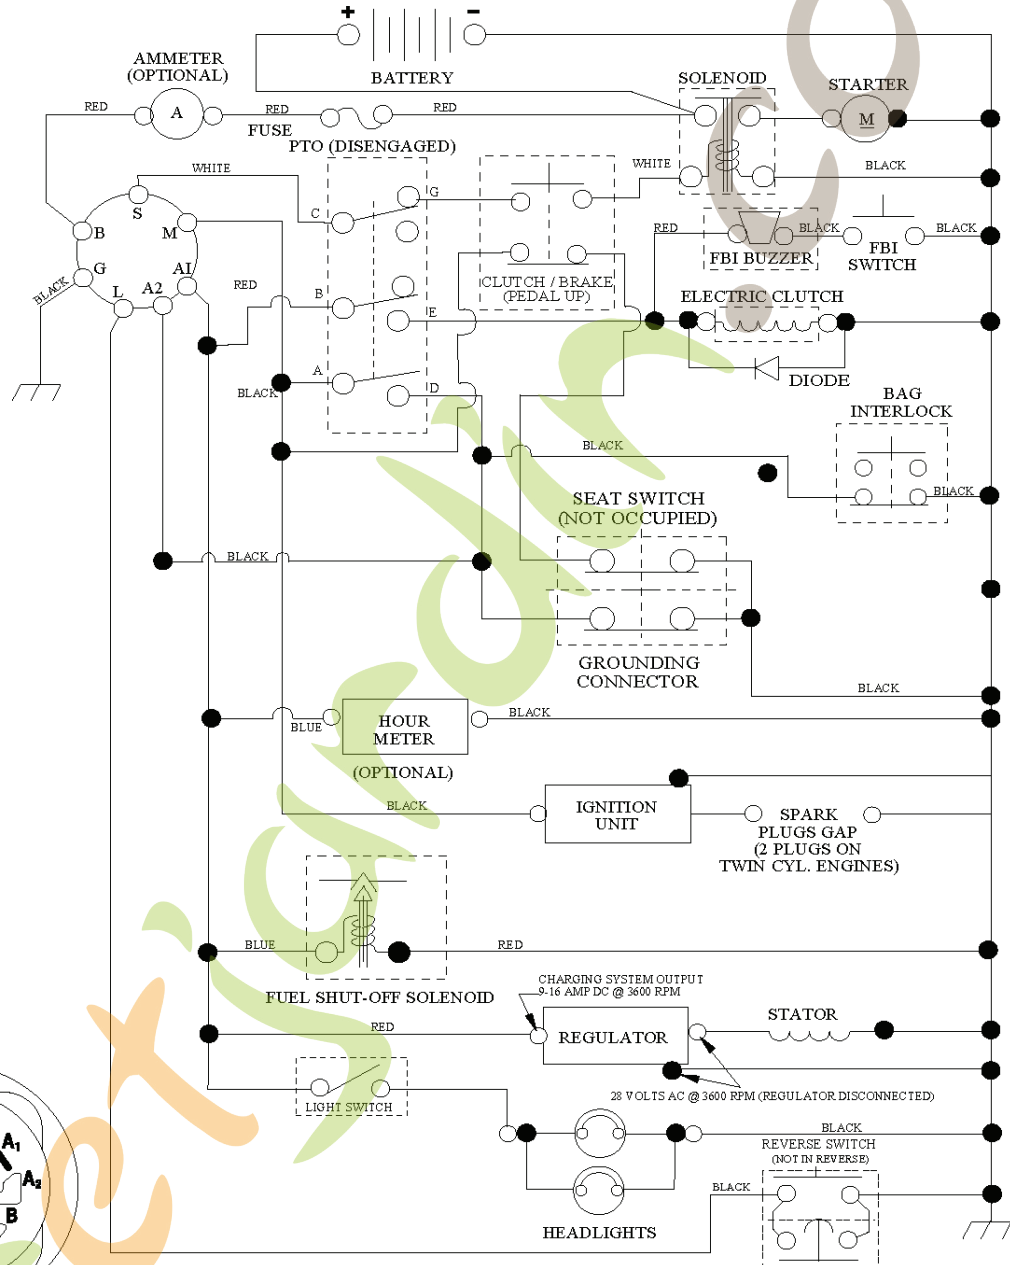 + −
BATTERY
AMMETER
(OPTIONAL)
SOLENOID
STARTER
RED
A
RED
RED
FUSE
M
PTO (DISENGAGED)
WHITE
WHITE
BLACK
S
B
M
G
L
A2
A1
BLACK
RED
C
G
B
E
A
D
BLACK
CLUTCH / BRAKE
(PEDAL UP)
RED
BLACK
BLACK
FBI BUZZER
FBI
SWITCH
ELECTRIC CLUTCH
DIODE
BAG
INTERLOCK
BLACK
BLACK
SEAT SWITCH
(NOT OCCUPIED)
BLACK
GROUNDING
CONNECTOR
BLACK
BLUE
HOUR
METER
BLACK
(OPTIONAL)
BLACK
IGNITION
UNIT
SPARK
PLUGS GAP
(2 PLUGS ON
TWIN CYL. ENGINES)
BLUE
RED
FUEL SHUT-OFF SOLENOID
CHARGING SYSTEM OUTPUT
9-16 AMP DC @ 3600 RPM
RED
REGULATOR
STATOR
28 VOLTS AC @ 3600 RPM (REGULATOR DISCONNECTED)
LIGHT SWITCH
BLACK
REVERSE SWITCH
(NOT IN REVERSE)
BLACK
HEADLIGHTS
A1
A2
B